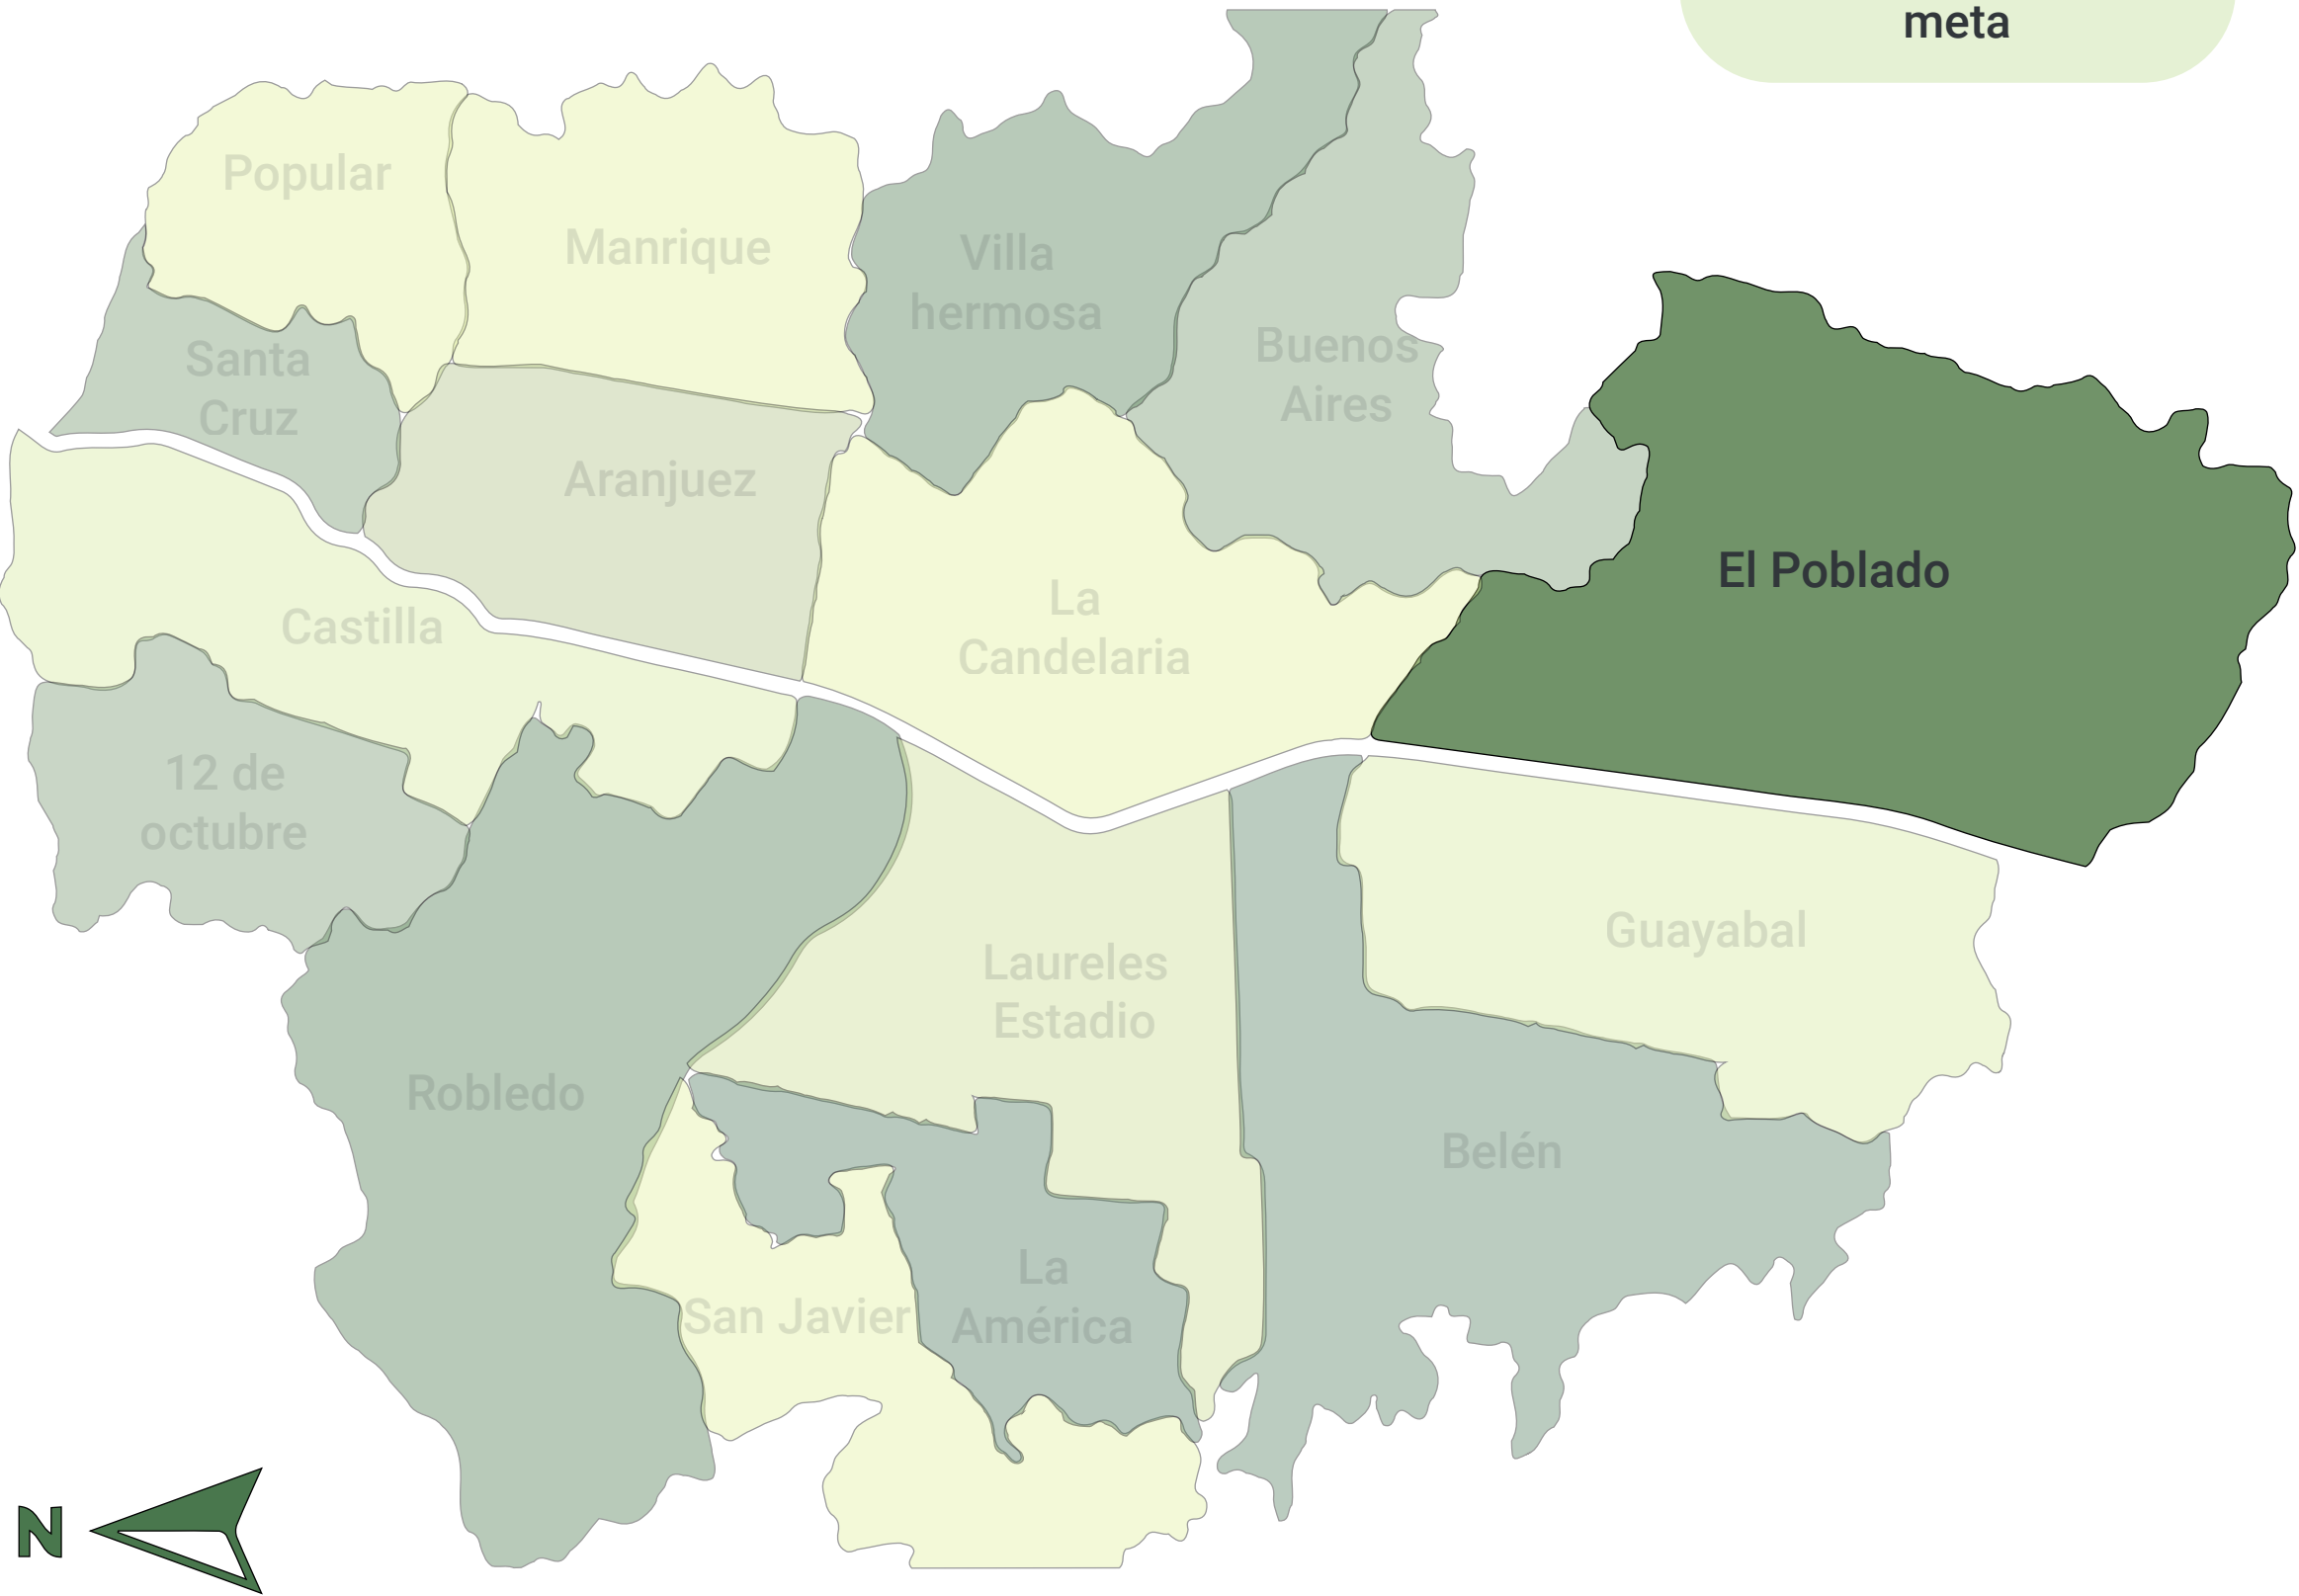 meta
Popular
Manrique
Villa
hermosa
Santa
Cruz
Buenos
Aires
Aranjuez
El Poblado
Castilla
La
Candelaria
12 de
octubre
Guayabal
Laureles
Estadio
Robledo
Belén
La
América
San Javier
N